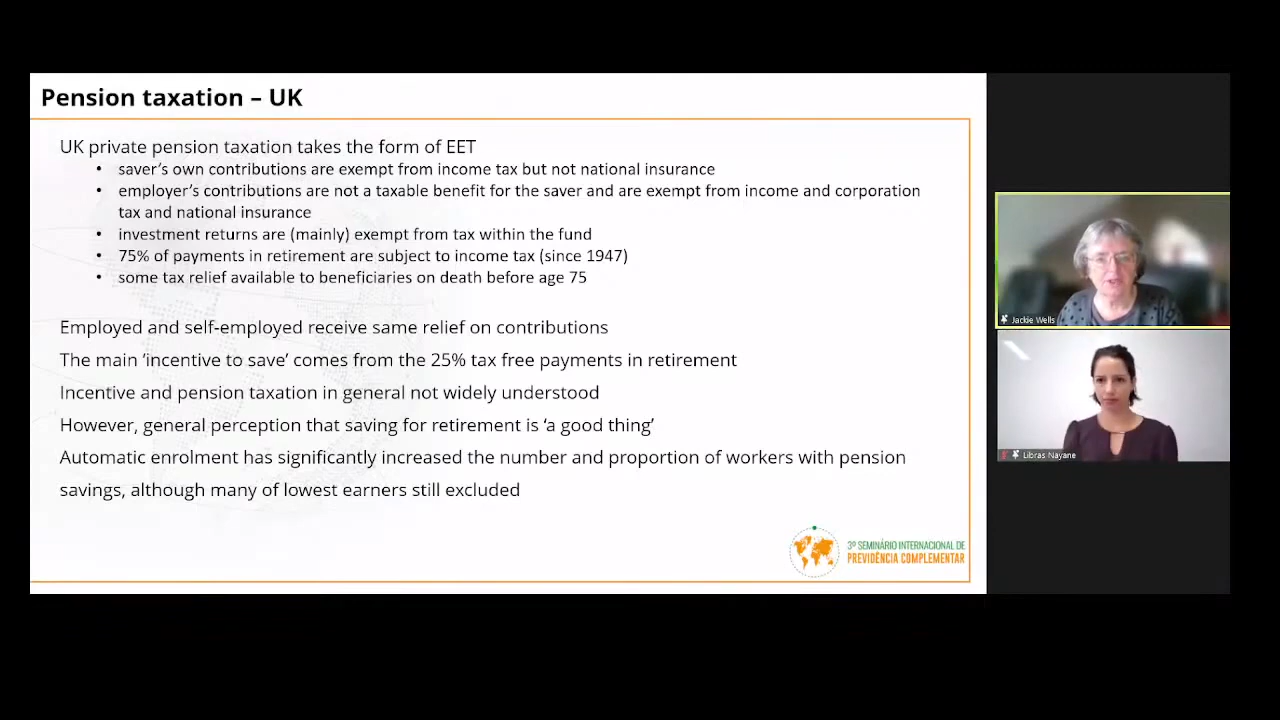 Pension taxation – UK
UK private pension taxation takes the form of EET
• saver’s own contributions are exempt from income tax but not national insurance
• employer’s contributions are not a taxable benefit for the saver and are exempt from income and corporation
tax and national insurance
• investment returns are (mainly) exempt from tax within the fund
• 75% of payments in retirement are subject to income tax (since 1947)
• some tax relief available to beneficiaries on death before age 75
Employed and self-employed receive same relief on contributions
The main ‘incentive to save’ comes from the 25% tax free payments in retirement
Incentive and pension taxation in general not widely understood
However, general perception that saving for retirement is ‘a good thing’
Automatic enrolment has significantly increased the number and proportion of workers with pension
savings, although many of lowest earners still excluded
3º SEMINÁRIO INTERNACIONAL DE
PREVIDÊNCIA COMPLEMENTAR
Jackie Wells
Libras Nayane